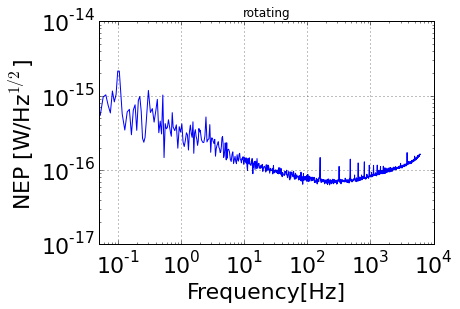 rotating
NEP [W/Hz^{1/2}]
10^{-14}
10^{-15}
10^{-16}
10^{-17}
10^{-1} 10^{0} 10^{1} 10^{2} 10^{3} 10^{4}
Frequency[Hz]